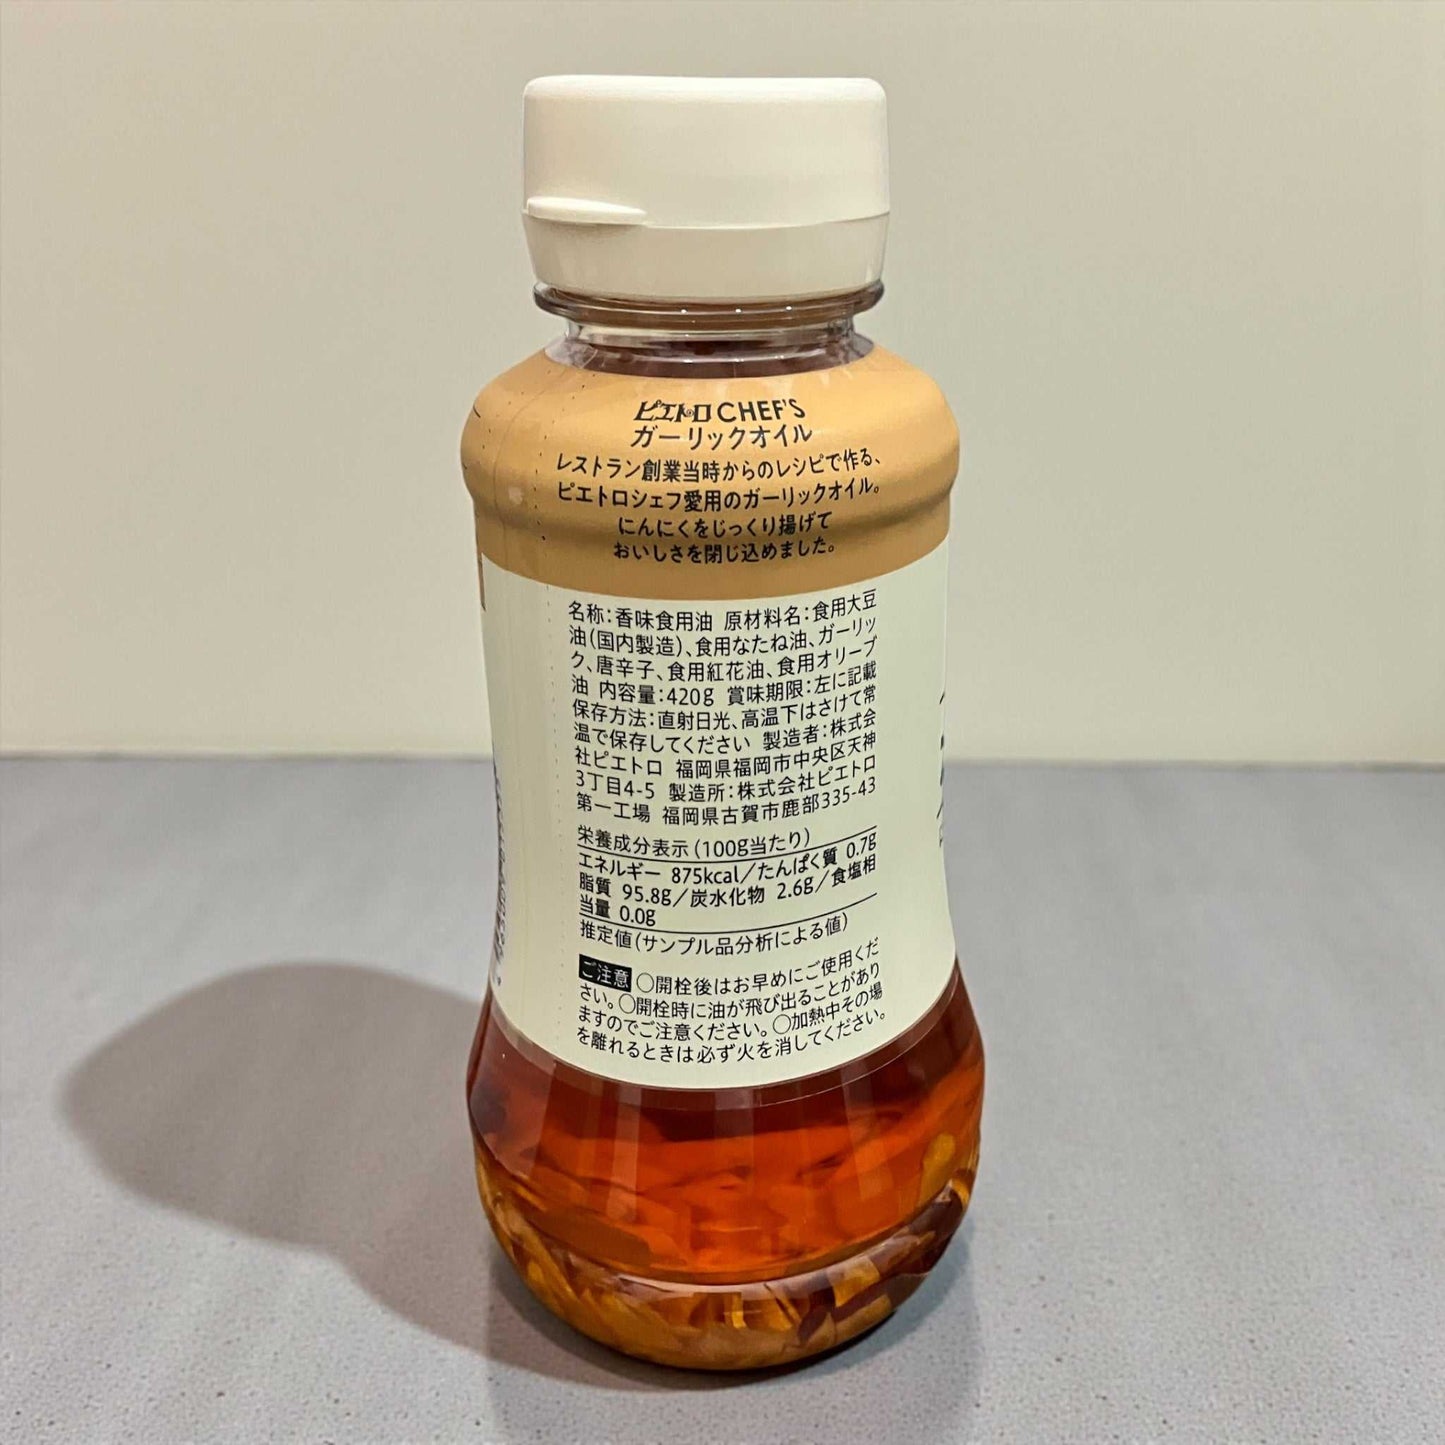 ピエトロ CHEF'S
ガーリックオイル
レストラン創業当時からのレシピで作る、
ピエトロシェフ愛用のガーリックオイル。
にんにくをじっくり揚げて
おいしさを閉じ込めました。
名称:香味食用油 原材料名:食用大豆
油(国内製造)、食用なたね油、ガーリッ
ク、唐辛子、食用紅花油、食用オリーブ
油 内容量:420g 賞味期限:左に記載
保存方法:直射日光、高温下はさけて常
温で保存してください 製造者:株式会
社ピエトロ 福岡県福岡市中央区天神
3丁目4-5 製造所:株式会社ピエトロ
第一工場 福岡県古賀市鹿部335-43
栄養成分表示(100g当たり)
エネルギー 875kcal/たんぱく質 0.7g
脂質 95.8g/炭水化物 2.6g/食塩相
当量 0.0g
推定値(サンプル品分析による値)
ご注意 ○開栓後はお早めにご使用くだ
さい。○開栓時に油が飛び出ることがあり
ますのでご注意ください。○加熱中その場
を離れるときは必ず火を消してください。